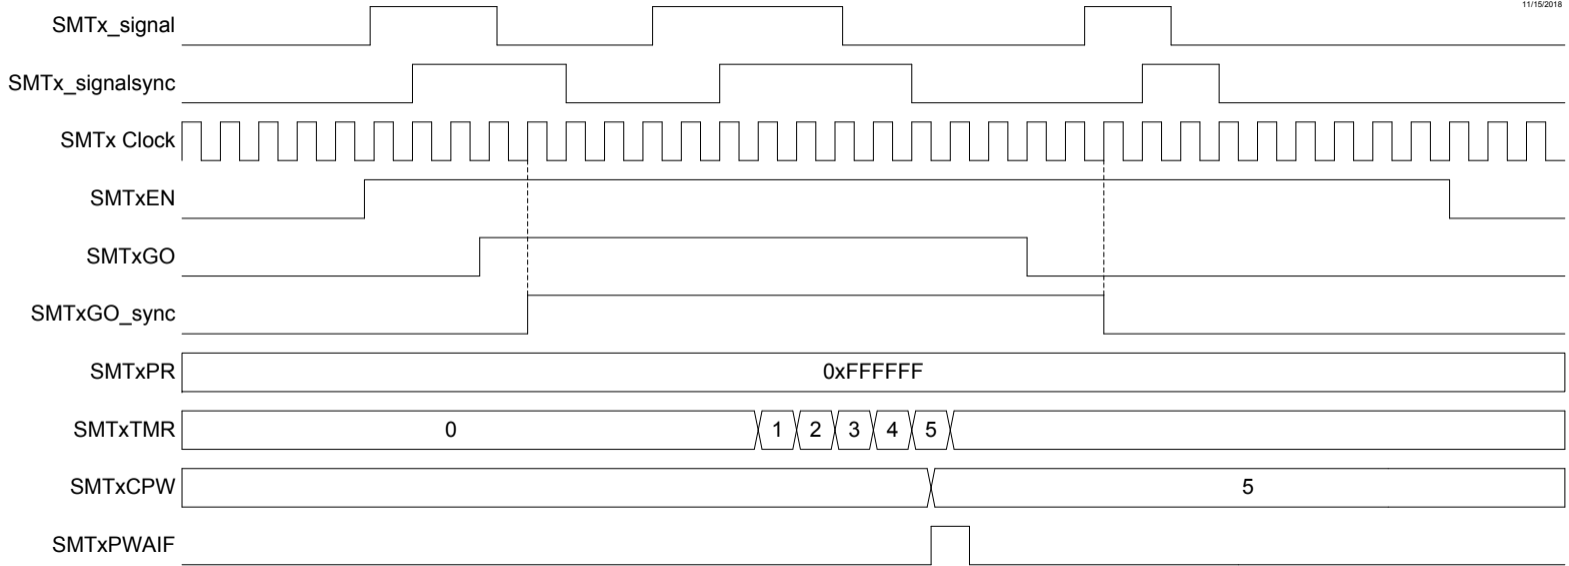 11/15/2018
SMTx_signal
SMTx_signalsync
SMTx Clock
SMTxEN
SMTxGO
SMTxGO_sync
SMTxPR 0xFFFFFF
SMTxTMR 0 1 2 3 4 5
SMTxCPW 5
SMTxPWAIF